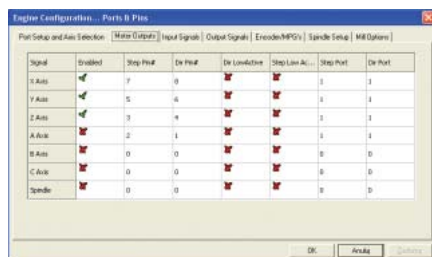 Engine Configuration... Ports & Pins
Port Setup and Axis Selection Motor Outputs Input Signals Output Signals Encoder/MPG's Spindle Setup Mill Options
Signal Enabled Step Pin# Dir Pin# Dir LowActive Step Low Ac... Step Port Dir Port
X Axis 7 8 1 1
Y Axis 5 6 1 1
Z Axis 3 4 1 1
A Axis 2 1 1 1
B Axis 0 0 0 0
C Axis 0 0 0 0
Spindle 0 0 0 0
OK Annulej